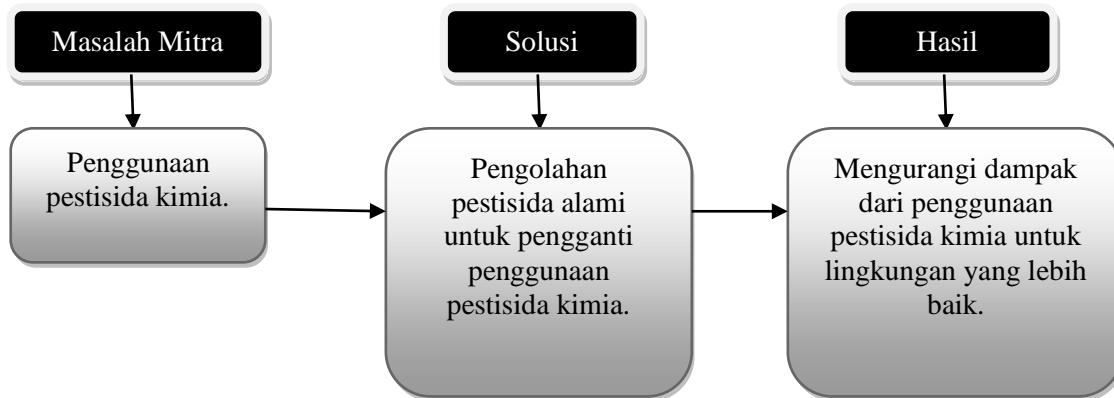 Masalah Mitra
Solusi
Hasil
Penggunaan
pestisida kimia.
Pengolahan
pestisida alami
untuk pengganti
penggunaan
pestisida kimia.
Mengurangi dampak
dari penggunaan
pestisida kimia untuk
lingkungan yang lebih
baik.